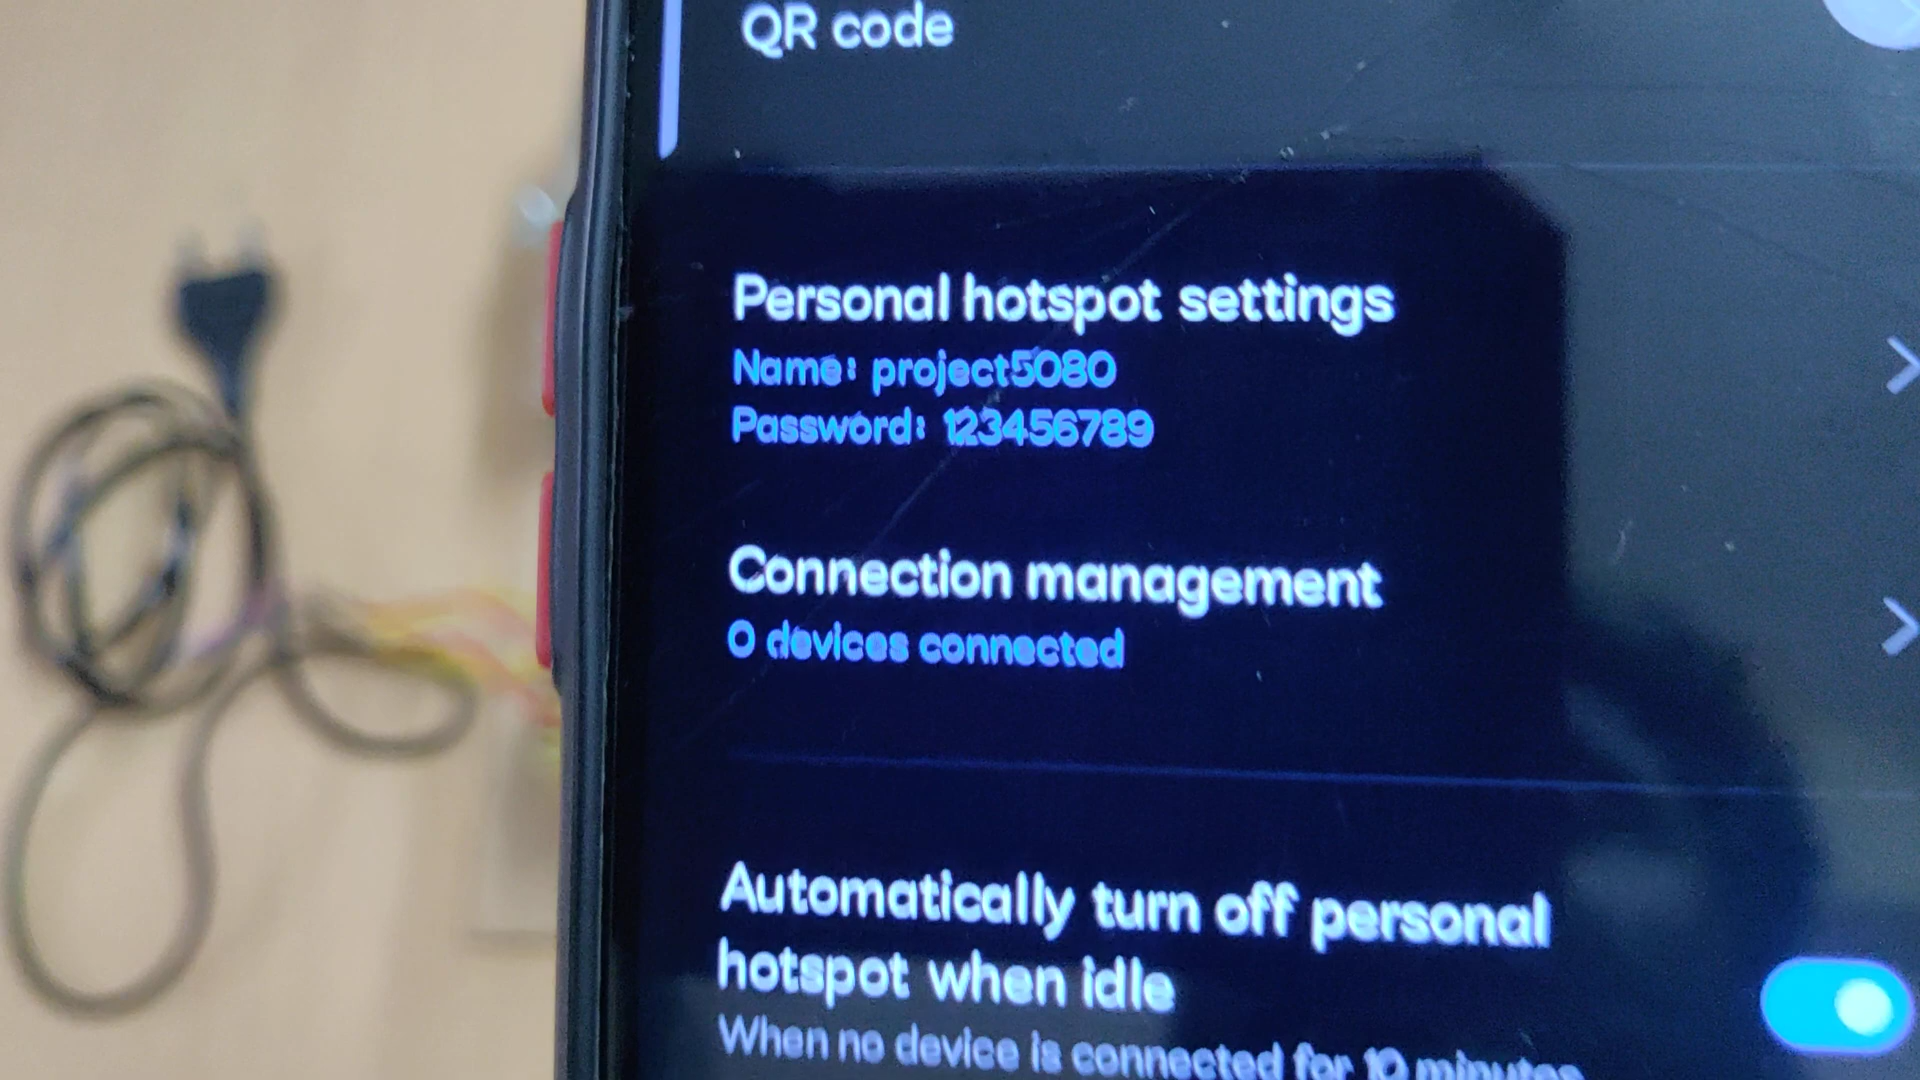 QR code
Personal hotspot settings
Name: project5080
Password: 123456789
Connection management
0 devices connected
Automatically turn off personal
hotspot when idle
When no device is connected for 10 minutes